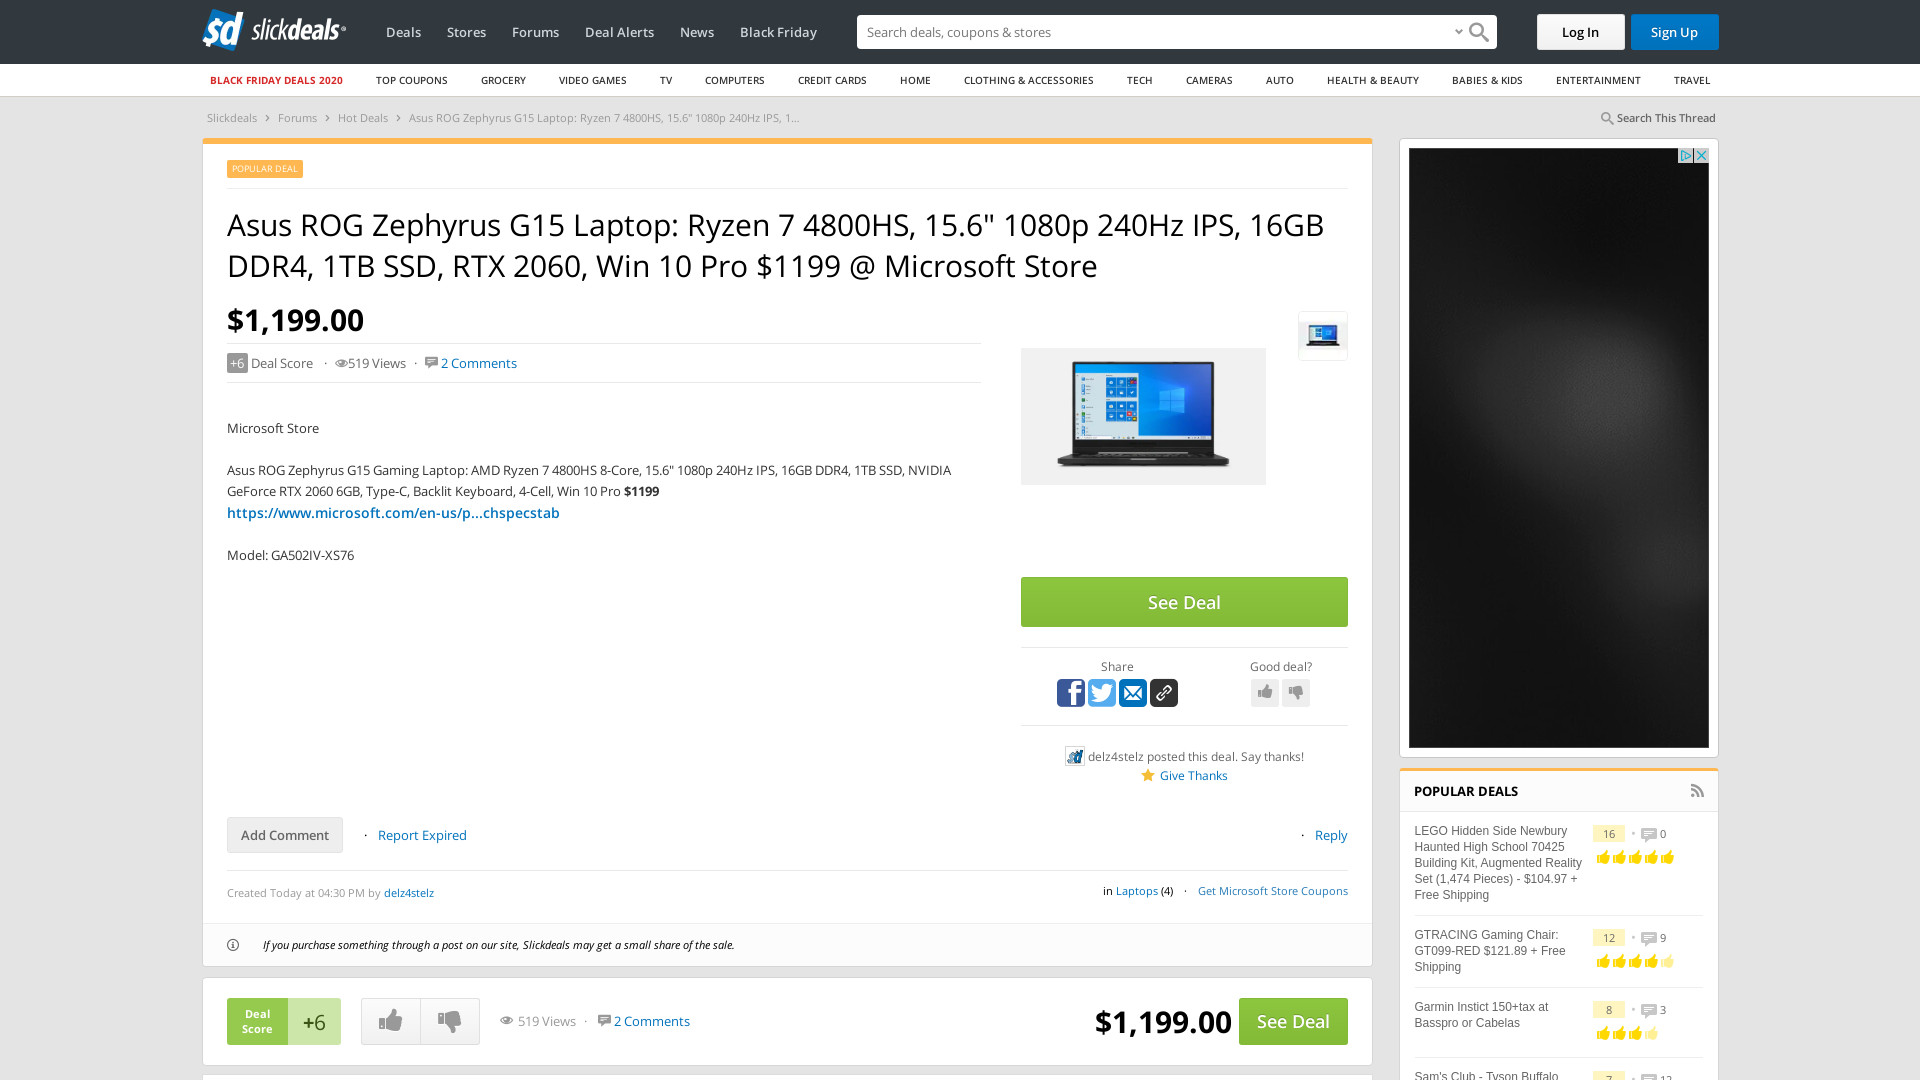 sd slickdeals
Deals
Stores
Forums
Deal Alerts
News
Black Friday
Search deals, coupons & stores
Log In
Sign Up
BLACK FRIDAY DEALS 2020
TOP COUPONS
GROCERY
VIDEO GAMES
TV
COMPUTERS
CREDIT CARDS
HOME
CLOTHING & ACCESSORIES
TECH
CAMERAS
AUTO
HEALTH & BEAUTY
BABIES & KIDS
ENTERTAINMENT
TRAVEL
Slickdeals › Forums › Hot Deals › Asus ROG Zephyrus G15 Laptop: Ryzen 7 4800HS, 15.6" 1080p 240Hz IPS, 1...
Search This Thread
POPULAR DEAL
Asus ROG Zephyrus G15 Laptop: Ryzen 7 4800HS, 15.6" 1080p 240Hz IPS, 16GB
DDR4, 1TB SSD, RTX 2060, Win 10 Pro $1199 @ Microsoft Store
$1,199.00
+6 Deal Score · 519 Views · 2 Comments
Microsoft Store
Asus ROG Zephyrus G15 Gaming Laptop: AMD Ryzen 7 4800HS 8-Core, 15.6" 1080p 240Hz IPS, 16GB DDR4, 1TB SSD, NVIDIA
GeForce RTX 2060 6GB, Type-C, Backlit Keyboard, 4-Cell, Win 10 Pro $1199
https://www.microsoft.com/en-us/p...chspecstab
Model: GA502IV-XS76
See Deal
Share
Good deal?
delz4stelz posted this deal. Say thanks!
Give Thanks
Add Comment
· Report Expired
· Reply
Created Today at 04:30 PM by delz4stelz
in Laptops (4) · Get Microsoft Store Coupons
If you purchase something through a post on our site, Slickdeals may get a small share of the sale.
Deal
Score
+6
519 Views · 2 Comments
$1,199.00
See Deal
POPULAR DEALS
LEGO Hidden Side Newbury
Haunted High School 70425
Building Kit, Augmented Reality
Set (1,474 Pieces) - $104.97 +
Free Shipping
16 • 0
GTRACING Gaming Chair:
GT099-RED $121.89 + Free
Shipping
12 • 9
Garmin Instict 150+tax at
Basspro or Cabelas
8 • 3
Sam's Club - Tyson Buffalo
7 • 12